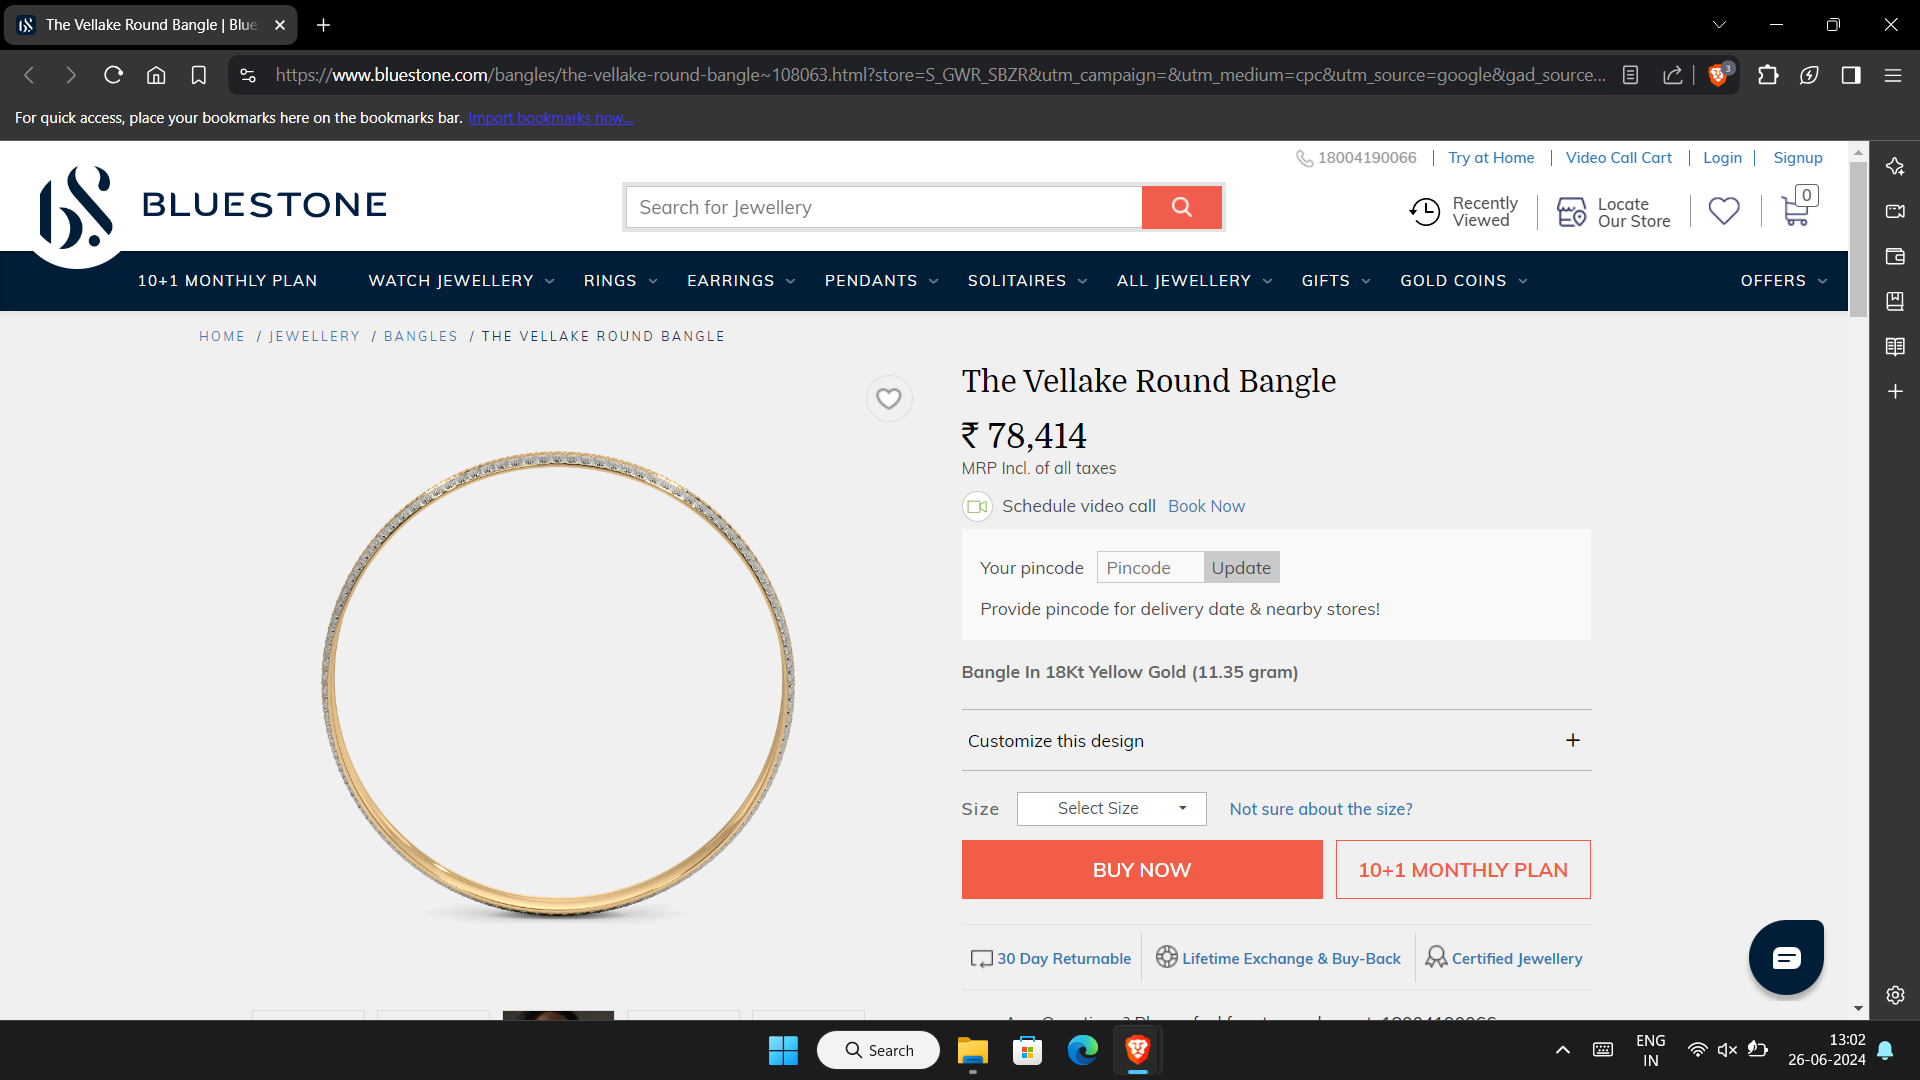 The Vellake Round Bangle | Blue
https://www.bluestone.com/bangles/the-vellake-round-bangle~108063.html?store=S_GWR_SBZR&utm_campaign=&utm_medium=cpc&utm_source=google&gad_source...
3
For quick access, place your bookmarks here on the bookmarks bar. Import bookmarks now...
18004190066 | Try at Home | Video Call Cart | Login | Signup
BLUESTONE
Search for Jewellery
Recently
Viewed
Locate
Our Store
0
10+1 MONTHLY PLAN WATCH JEWELLERY RINGS EARRINGS PENDANTS SOLITAIRES ALL JEWELLERY GIFTS GOLD COINS OFFERS
HOME / JEWELLERY / BANGLES / THE VELLAKE ROUND BANGLE
The Vellake Round Bangle
₹ 78,414
MRP Incl. of all taxes
Schedule video call Book Now
Your pincode Pincode Update
Provide pincode for delivery date & nearby stores!
Bangle In 18Kt Yellow Gold (11.35 gram)
Customize this design +
Size Select Size Not sure about the size?
BUY NOW 10+1 MONTHLY PLAN
30 Day Returnable Lifetime Exchange & Buy-Back Certified Jewellery
Search
ENG
IN
13:02
26-06-2024